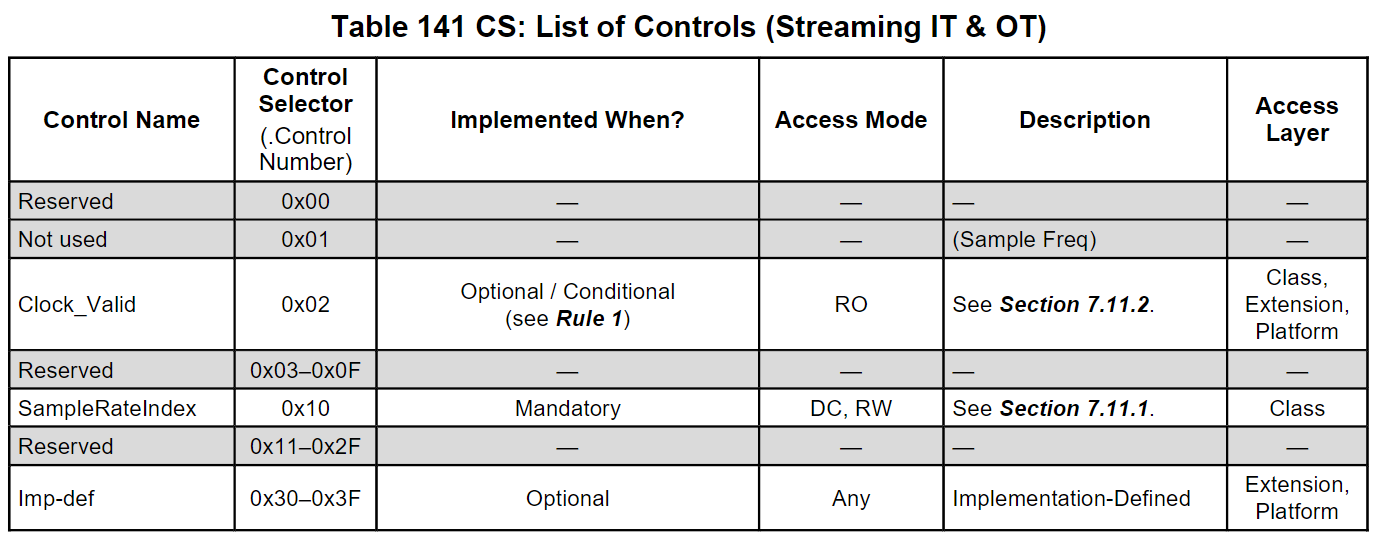 Table 141 CS: List of Controls (Streaming IT & OT)
Control Name
Control
Selector
(.Control
Number)
Implemented When?
Access Mode
Description
Access
Layer
Reserved
0x00
—
—
—
—
Not used
0x01
—
—
(Sample Freq)
—
Clock_Valid
0x02
Optional / Conditional
(see Rule 1)
RO
See Section 7.11.2.
Class,
Extension,
Platform
Reserved
0x03–0x0F
—
—
—
—
SampleRateIndex
0x10
Mandatory
DC, RW
See Section 7.11.1.
Class
Reserved
0x11–0x2F
—
—
—
—
Imp-def
0x30–0x3F
Optional
Any
Implementation-Defined
Extension,
Platform